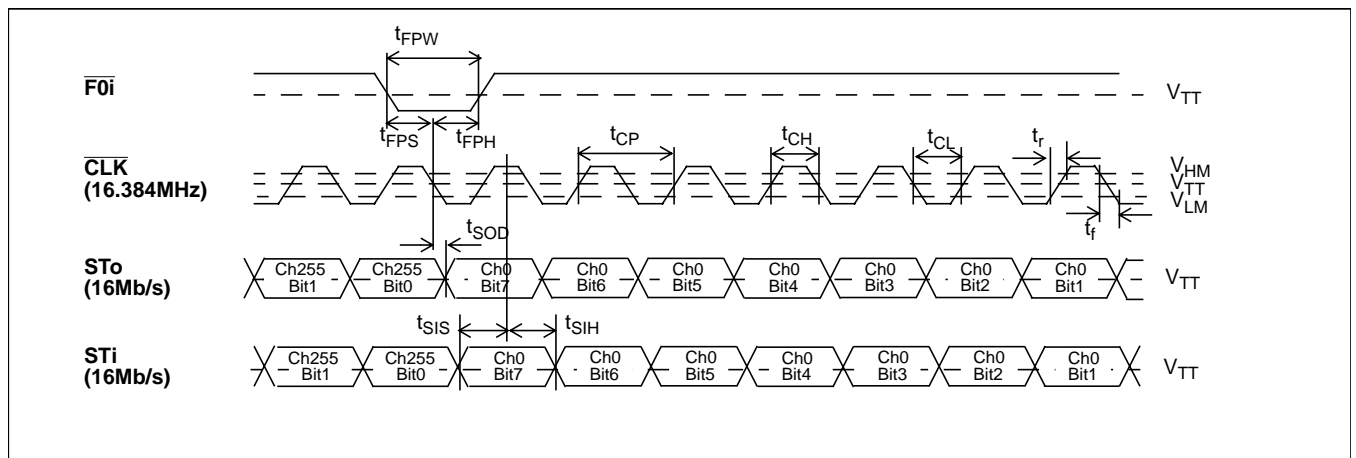 tFPW
F0i
VTT
tFPS tFPH
tCP tCH tCL tr
CLK
(16.384MHz)
VHM
VTT
VLM
tf
tSOD
STo
(16Mb/s)
Ch255 Ch255 Ch0 Ch0 Ch0 Ch0 Ch0 Ch0 Ch0
Bit1 Bit0 Bit7 Bit6 Bit5 Bit4 Bit3 Bit2 Bit1
VTT
tSIS tSIH
STi
(16Mb/s)
Ch255 Ch255 Ch0 Ch0 Ch0 Ch0 Ch0 Ch0 Ch0
Bit1 Bit0 Bit7 Bit6 Bit5 Bit4 Bit3 Bit2 Bit1
VTT